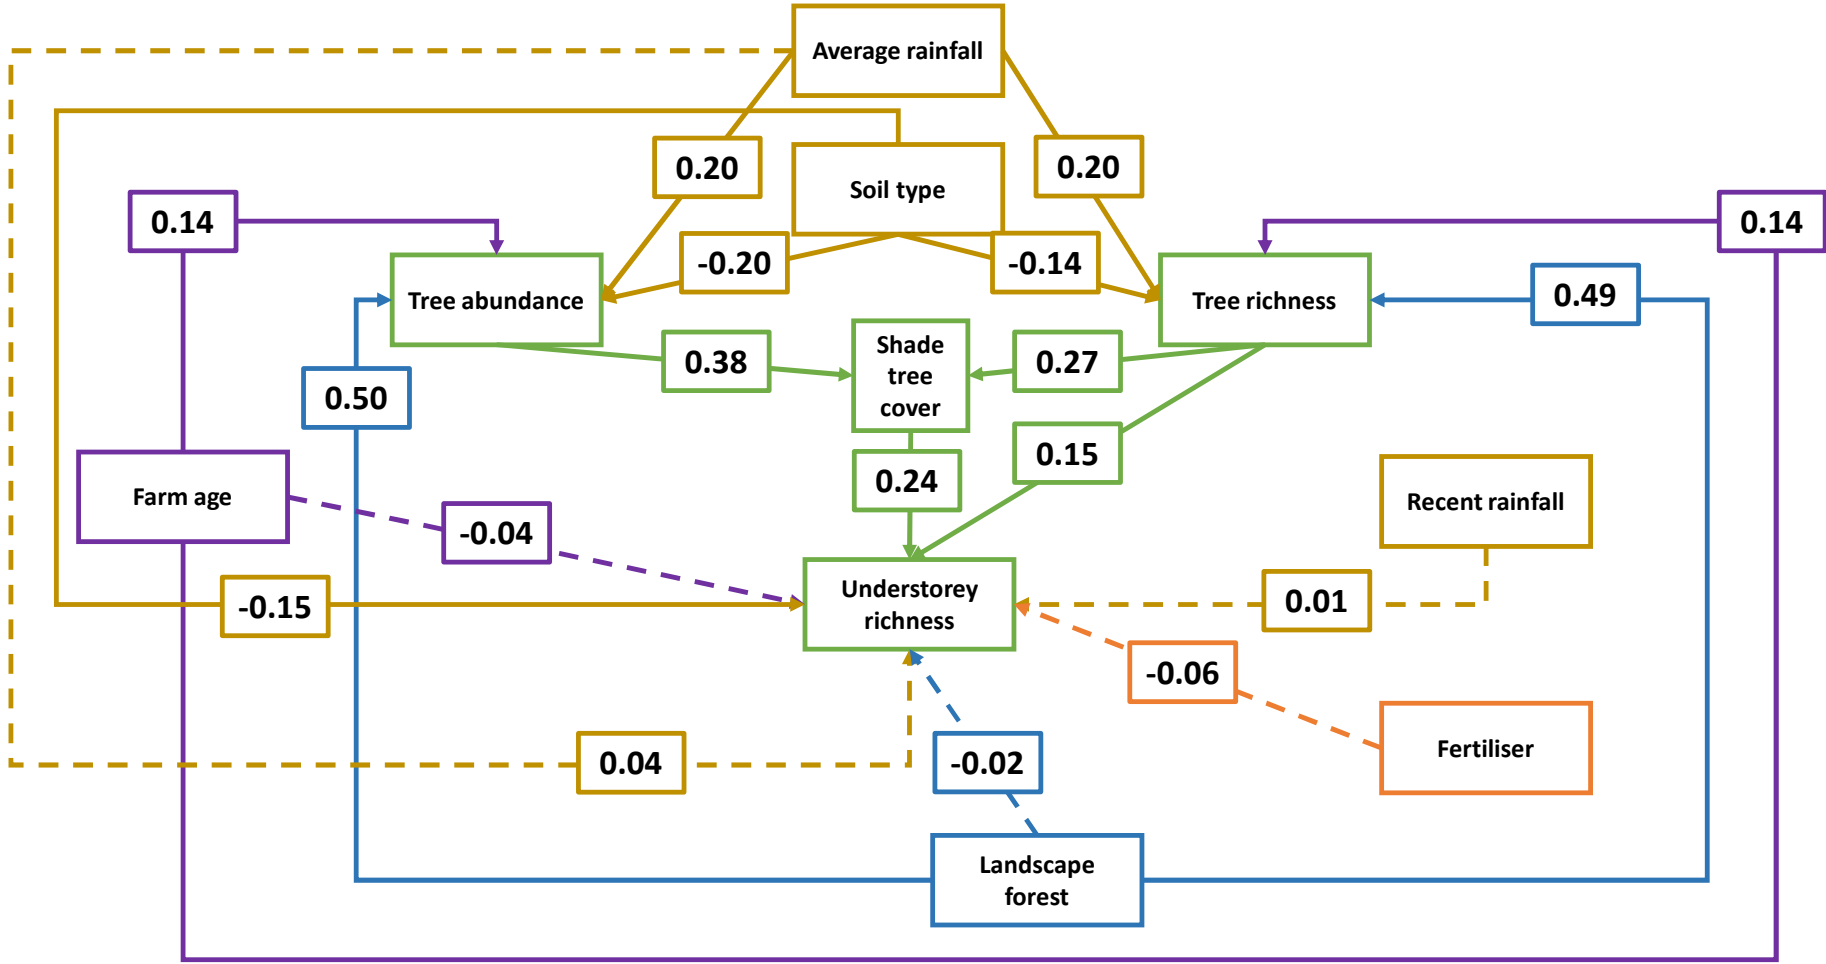 Average rainfall
0.20
0.20
Soil type
0.14
0.14
-0.20
-0.14
Tree abundance
Tree richness
0.49
Shade
tree
cover
0.38
0.27
0.50
0.15
0.24
Farm age
Recent rainfall
-0.04
Understorey
richness
-0.15
0.01
-0.06
Fertiliser
0.04
-0.02
Landscape
forest